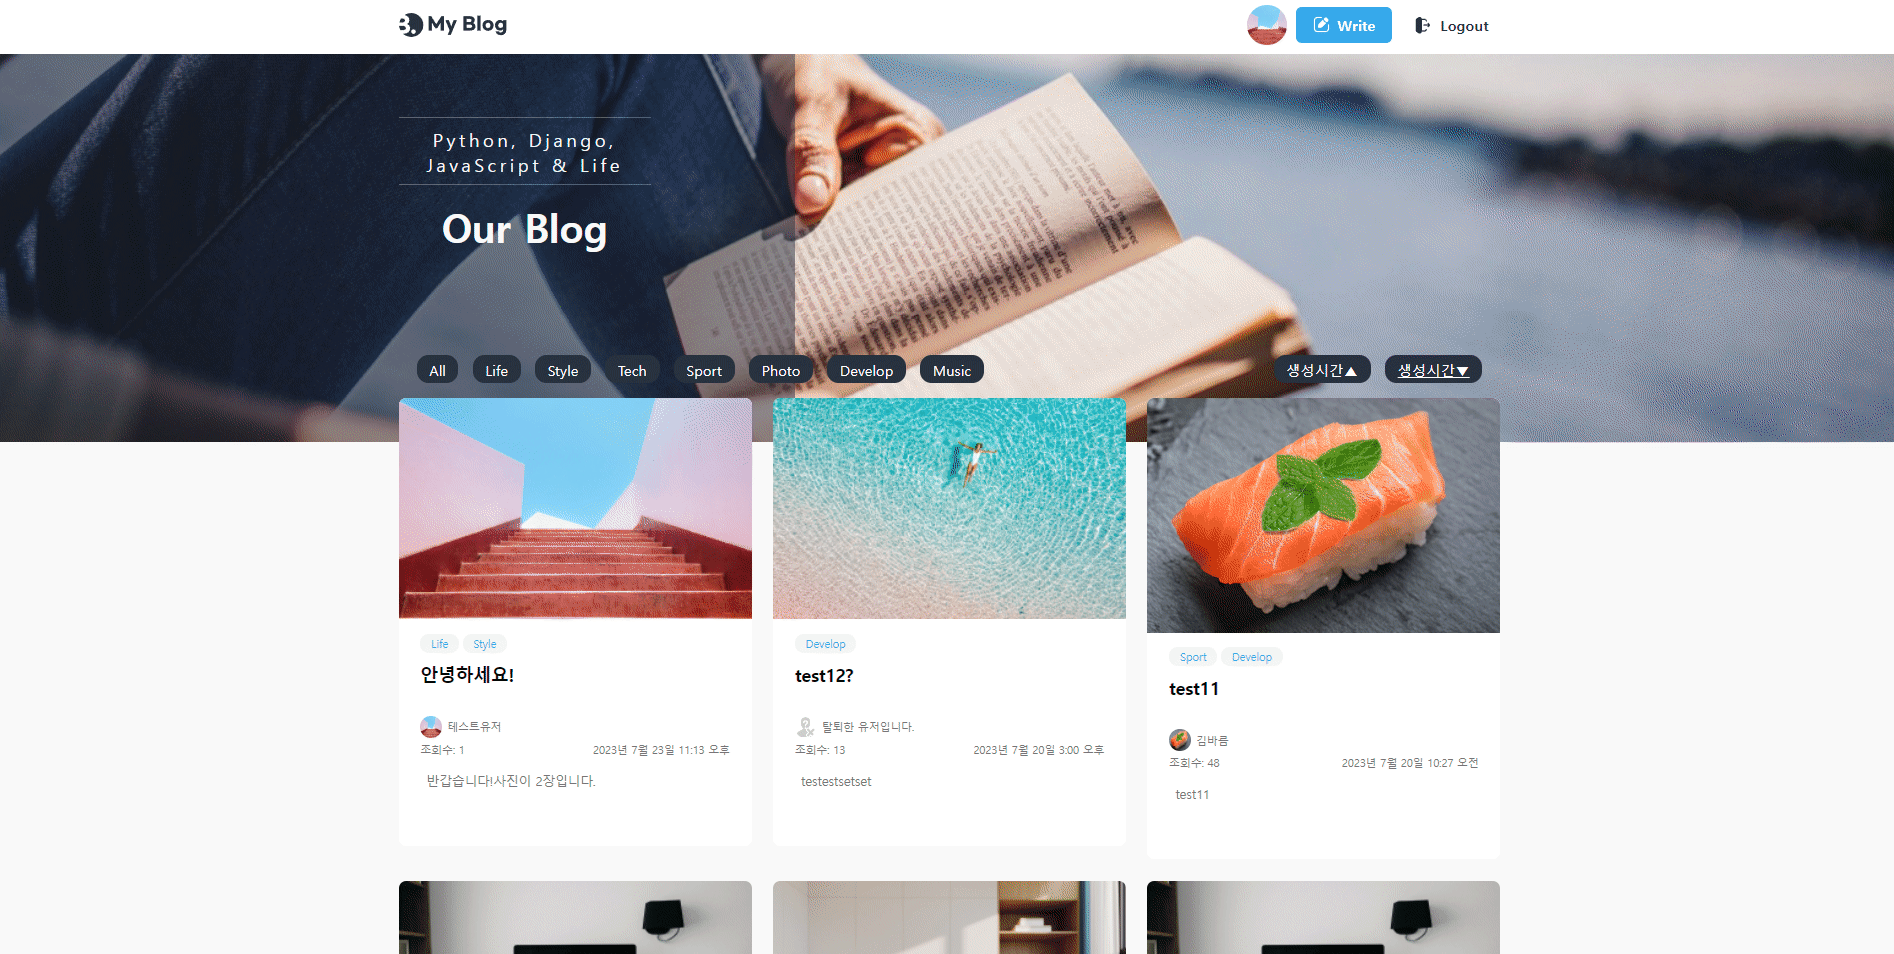 My Blog
Write
Logout
Python, Django,
JavaScript & Life
Our Blog
All
Life
Style
Tech
Sport
Photo
Develop
Music
생성시간▲
생성시간▼
Life
Style
안녕하세요!
테스트유저
조회수: 1
2023년 7월 23일 11:13 오후
반갑습니다!사진이 2장입니다.
Develop
test12?
탈퇴한 유저입니다.
조회수: 13
2023년 7월 20일 3:00 오후
testestsetset
Sport
Develop
test11
김바름
조회수: 48
2023년 7월 20일 10:27 오전
test11